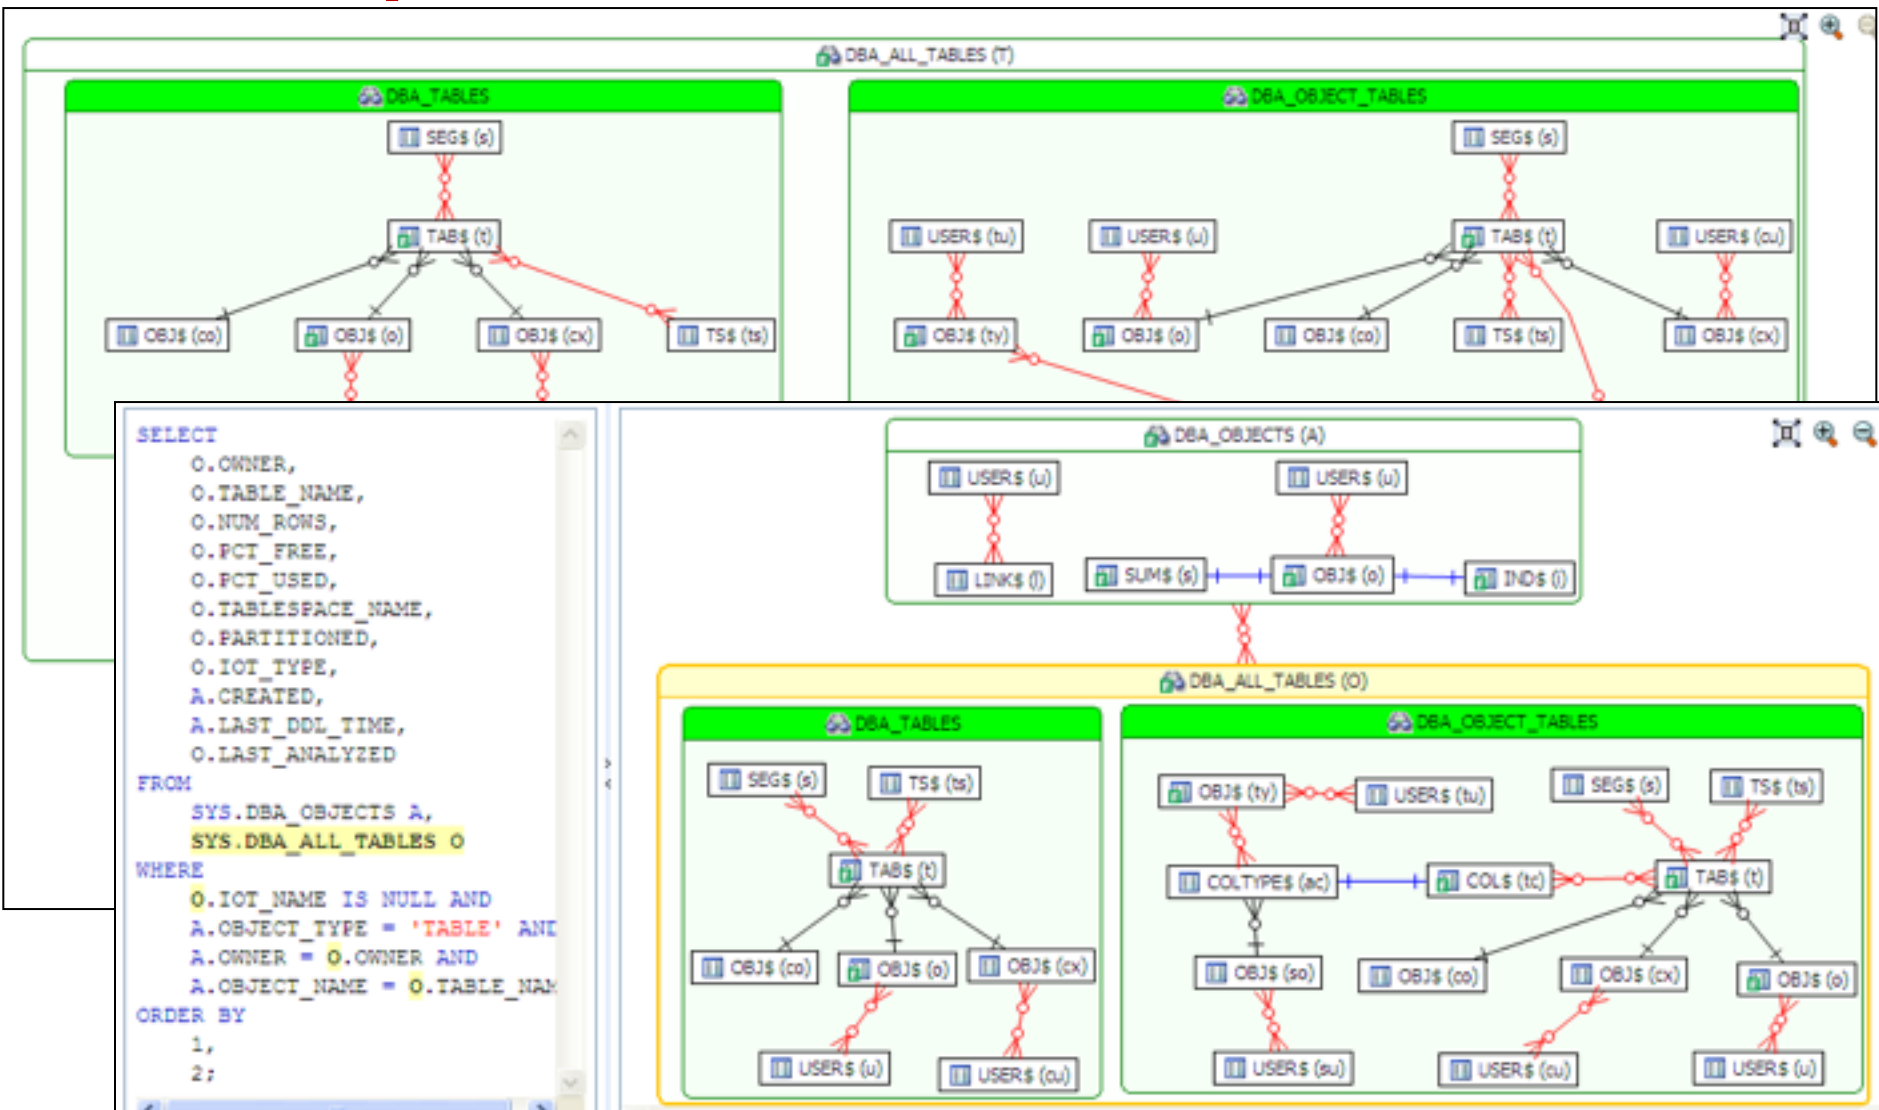 DBA_ALL_TABLES (T)
DBA_TABLES
DBA_OBJECT_TABLES
SEG$ (s)
SEG$ (s)
TAB$ (t)
USER$ (tu)
USER$ (u)
TAB$ (t)
USER$ (cu)
OBJ$ (co)
OBJ$ (o)
OBJ$ (cx)
TS$ (ts)
OBJ$ (ty)
OBJ$ (o)
OBJ$ (co)
TS$ (ts)
OBJ$ (cx)
SELECT
O.OWNER,
O.TABLE_NAME,
O.NUM_ROWS,
O.PCT_FREE,
O.PCT_USED,
O.TABLESPACE_NAME,
O.PARTITIONED,
O.IOT_TYPE,
A.CREATED,
A.LAST_DDL_TIME,
O.LAST_ANALYZED
FROM
SYS.DBA_OBJECTS A,
SYS.DBA_ALL_TABLES O
WHERE
O.IOT_NAME IS NULL AND
A.OBJECT_TYPE = 'TABLE' AND
A.OWNER = O.OWNER AND
A.OBJECT_NAME = O.TABLE_NAM
ORDER BY
1,
2;
DBA_OBJECTS (A)
USER$ (u)
USER$ (u)
LINK$ (l)
SUM$ (s)
OBJ$ (o)
IND$ (i)
DBA_ALL_TABLES (O)
DBA_TABLES
DBA_OBJECT_TABLES
SEG$ (s)
TS$ (ts)
OBJ$ (ty)
USER$ (tu)
SEG$ (s)
TS$ (ts)
TAB$ (t)
COLTYPE$ (ac)
COL$ (tc)
TAB$ (t)
OBJ$ (co)
OBJ$ (o)
OBJ$ (cx)
OBJ$ (so)
OBJ$ (co)
OBJ$ (cx)
OBJ$ (o)
USER$ (u)
USER$ (cu)
USER$ (su)
USER$ (cu)
USER$ (u)